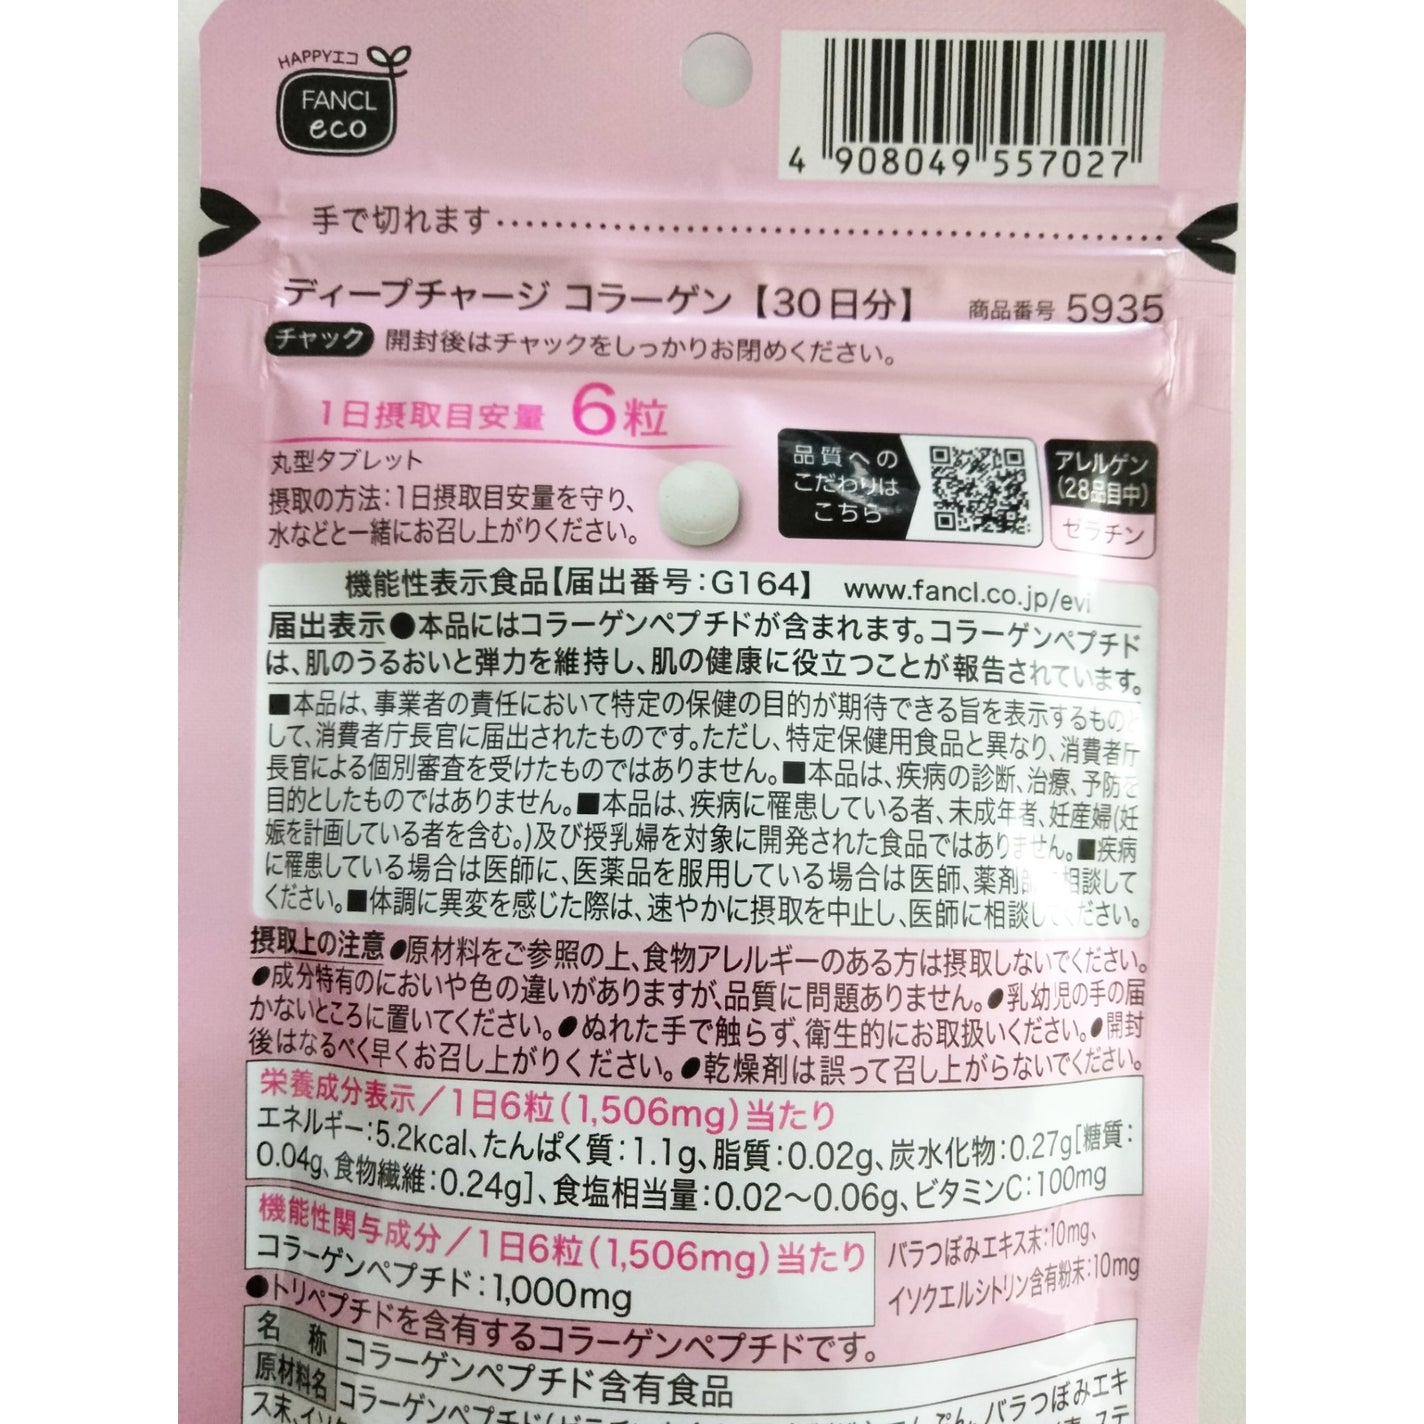 HAPPYエコ
FANCL
eco
4 908049 557027
手で切れます
ディープチャージ コラーゲン【30日分】 商品番号 5935
チャック 開封後はチャックをしっかりお閉めください。
1日摂取目安量 6粒
丸型タブレット
摂取の方法:1日摂取目安量を守り、
水などと一緒にお召し上がりください。
品質への
こだわりは
こちら
アレルゲン
(28品目中)
ゼラチン
機能性表示食品【届出番号:G164】 www.fancl.co.jp/evi
届出表示●本品にはコラーゲンペプチドが含まれます。コラーゲンペプチド
は、肌のうるおいと弾力を維持し、肌の健康に役立つことが報告されています。
■本品は、事業者の責任において特定の保健の目的が期待できる旨を表示するものと
して、消費者庁長官に届出されたものです。ただし、特定保健用食品と異なり、消費者庁
長官による個別審査を受けたものではありません。■本品は、疾病の診断、治療、予防を
目的としたものではありません。■本品は、疾病に罹患している者、未成年者、妊産婦(妊
娠を計画している者を含む。)及び授乳婦を対象に開発された食品ではありません。■疾病
に罹患している場合は医師に、医薬品を服用している場合は医師、薬剤師 相談して
ください。■体調に異変を感じた際は、速やかに摂取を中止し、医師に相談してください。
摂取上の注意 ●原材料をご参照の上、食物アレルギーのある方は摂取しないでください。
●成分特有のにおいや色の違いがありますが、品質に問題ありません。●乳幼児の手の届
かないところに置いてください。●ぬれた手で触らず、衛生的にお取扱いください。●開封
後はなるべく早くお召し上がりください。●乾燥剤は誤って召し上がらないでください。
栄養成分表示/1日6粒(1,506mg)当たり
エネルギー:5.2kcal、たんぱく質:1.1g、脂質:0.02g、炭水化物:0.27g[糖質:
0.04g、食物繊維:0.24g]、食塩相当量:0.02〜0.06g、ビタミンC:100mg
機能性関与成分/1日6粒(1,506mg)当たり
コラーゲンペプチド:1,000mg
バラつぼみエキス末:10mg、
イソクエルシトリン含有粉末:10mg
●トリペプチドを含有するコラーゲンペプチドです。
名 称 コラーゲンペプチド含有食品
原材料名 コラーゲンペプチド(ゼラチン バラつぼみエキ
ス末、イソ